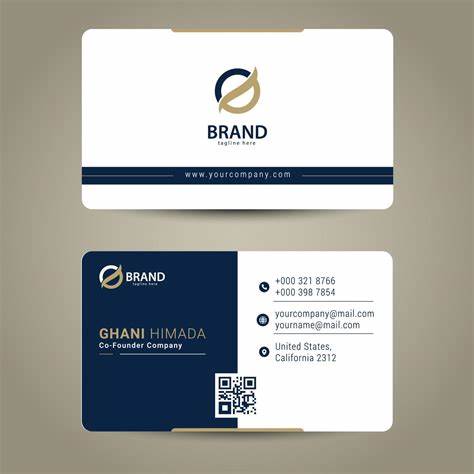 BRAND
tagline here
www.yourcompany.com
BRAND
tagline here
GHANI HIMADA
Co-Founder Company
+000 321 8766
+000 398 7854
yourcompany@mail.com
yourname@mail.com
United States,
California 2312